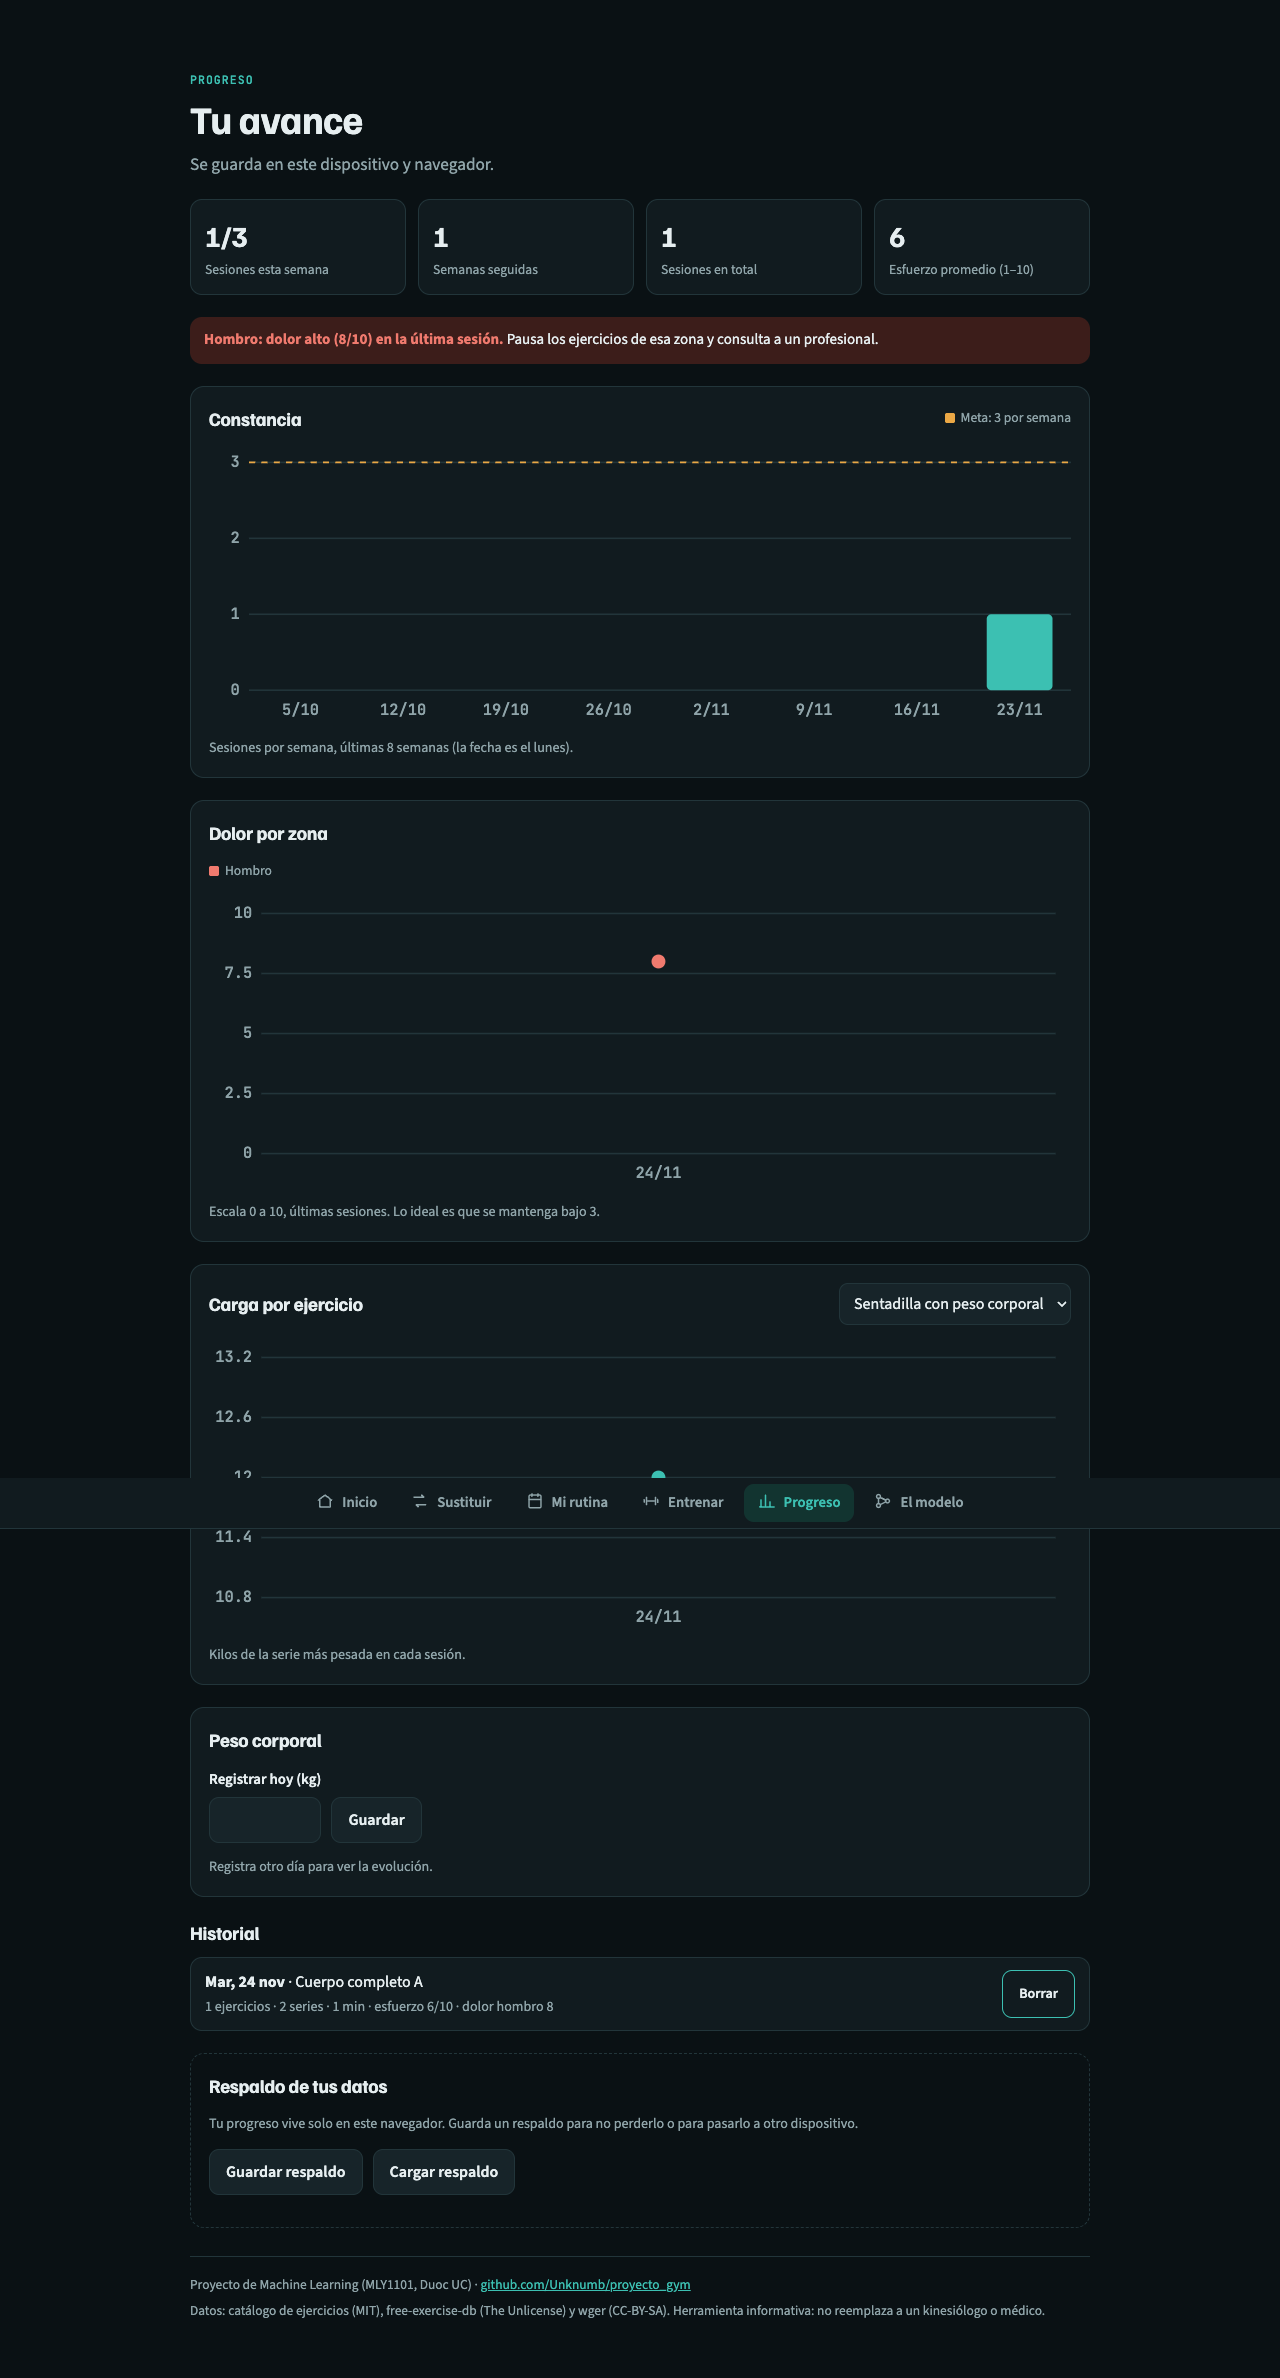 PROGRESO
Tu avance
Se guarda en este dispositivo y navegador.
1/3
Sesiones esta semana
1
Semanas seguidas
1
Sesiones en total
6
Esfuerzo promedio (1–10)
Hombro: dolor alto (8/10) en la última sesión. Pausa los ejercicios de esa zona y consulta a un profesional.
Constancia
Meta: 3 por semana
3
2
1
0
5/10 12/10 19/10 26/10 2/11 9/11 16/11 23/11
Sesiones por semana, últimas 8 semanas (la fecha es el lunes).
Dolor por zona
Hombro
10
7.5
5
2.5
0
24/11
Escala 0 a 10, últimas sesiones. Lo ideal es que se mantenga bajo 3.
Carga por ejercicio
Sentadilla con peso corporal
13.2
12.6
12
Inicio Sustituir Mi rutina Entrenar Progreso El modelo
11.4
10.8
24/11
Kilos de la serie más pesada en cada sesión.
Peso corporal
Registrar hoy (kg)
Guardar
Registra otro día para ver la evolución.
Historial
Mar, 24 nov · Cuerpo completo A
1 ejercicios · 2 series · 1 min · esfuerzo 6/10 · dolor hombro 8
Borrar
Respaldo de tus datos
Tu progreso vive solo en este navegador. Guarda un respaldo para no perderlo o para pasarlo a otro dispositivo.
Guardar respaldo Cargar respaldo
Proyecto de Machine Learning (MLY1101, Duoc UC) · github.com/Unknumb/proyecto_gym
Datos: catálogo de ejercicios (MIT), free-exercise-db (The Unlicense) y wger (CC-BY-SA). Herramienta informativa: no reemplaza a un kinesiólogo o médico.